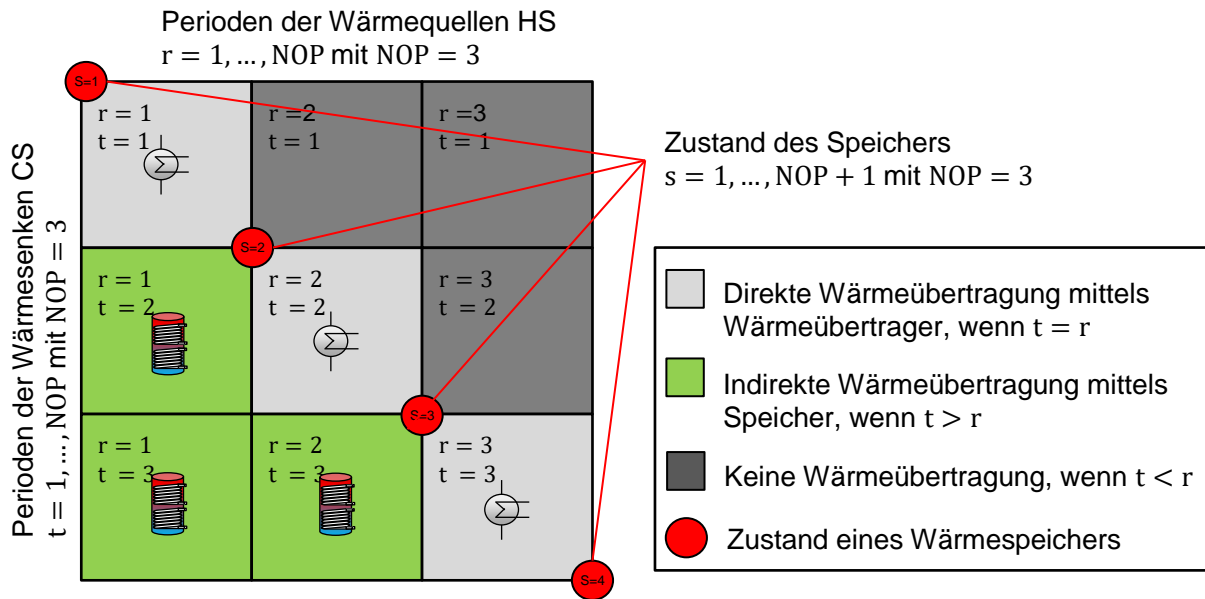 Perioden der Wärmequellen HS
r = 1, ..., NOP mit NOP = 3
Perioden der Wärmesenken CS
t = 1, ..., NOP mit NOP = 3
S=1
r = 1
t = 1
r =2
t = 1
r =3
t = 1
S=2
r = 1
t = 2
r = 2
t = 2
r = 3
t = 2
S=3
r = 1
t = 3
r = 2
t = 3
r = 3
t = 3
S=4
Zustand des Speichers
s = 1, ..., NOP + 1 mit NOP = 3
Direkte Wärmeübertragung mittels
Wärmeübertrager, wenn t = r
Indirekte Wärmeübertragung mittels
Speicher, wenn t > r
Keine Wärmeübertragung, wenn t < r
Zustand eines Wärmespeichers